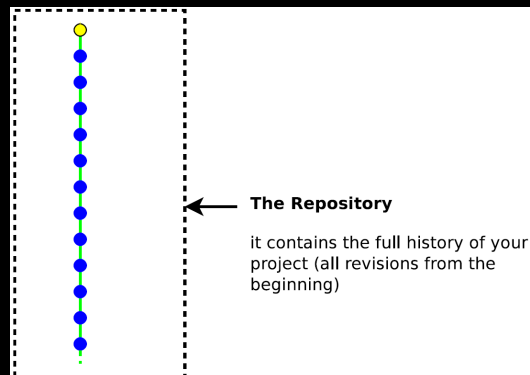 The Repository
it contains the full history of your
project (all revisions from the
beginning)